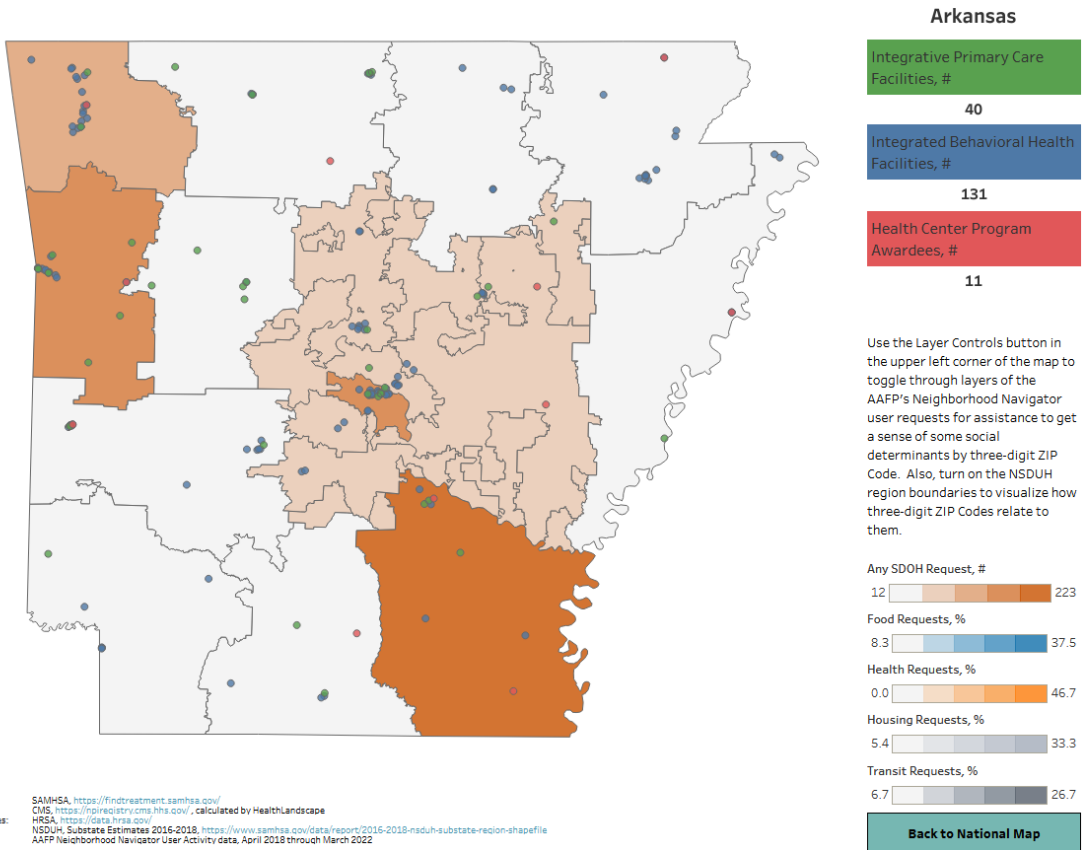 Arkansas
Integrative Primary Care
Facilities, #
40
Integrated Behavioral Health
Facilities, #
131
Health Center Program
Awardees, #
11
Use the Layer Controls button in
the upper left corner of the map to
toggle through layers of the
AAFP's Neighborhood Navigator
user requests for assistance to get
a sense of some social
determinants by three-digit ZIP
Code.  Also, turn on the NSDUH
region boundaries to visualize how
three-digit ZIP Codes relate to
them.
Any SDOH Request, #
12 223
Food Requests, %
8.3 37.5
Health Requests, %
0.0 46.7
Housing Requests, %
5.4 33.3
Transit Requests, %
6.7 26.7
Back to National Map
SAMHSA, https://findtreatment.samhsa.gov/
CMS, https://npiregistry.cms.hhs.gov/ , calculated by HealthLandscape
es: HRSA, https://data.hrsa.gov/
NSDUH, Substate Estimates 2016-2018, https://www.samhsa.gov/data/report/2016-2018-nsduh-substate-region-shapefile
AAFP Neighborhood Navigator User Activity data, April 2018 through March 2022